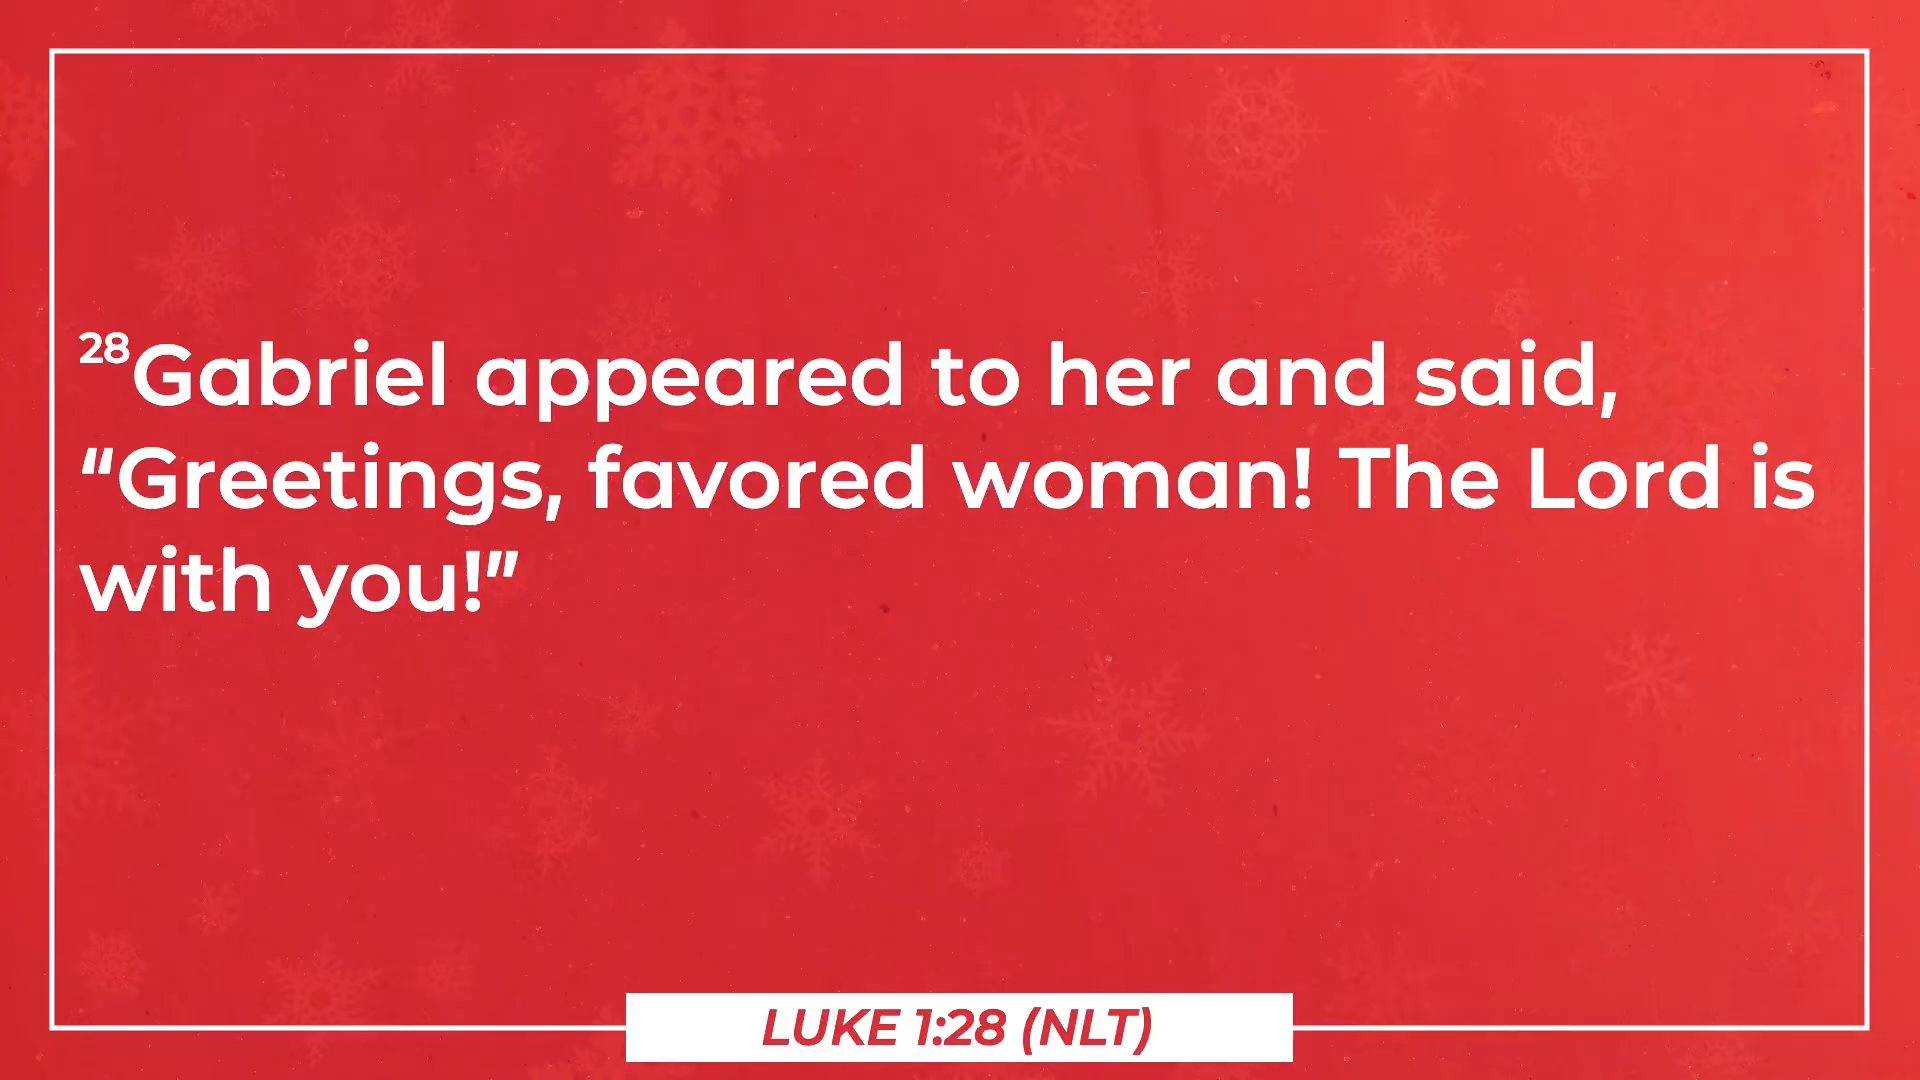 28Gabriel appeared to her and said,
“Greetings, favored woman! The Lord is
with you!”
LUKE 1:28 (NLT)